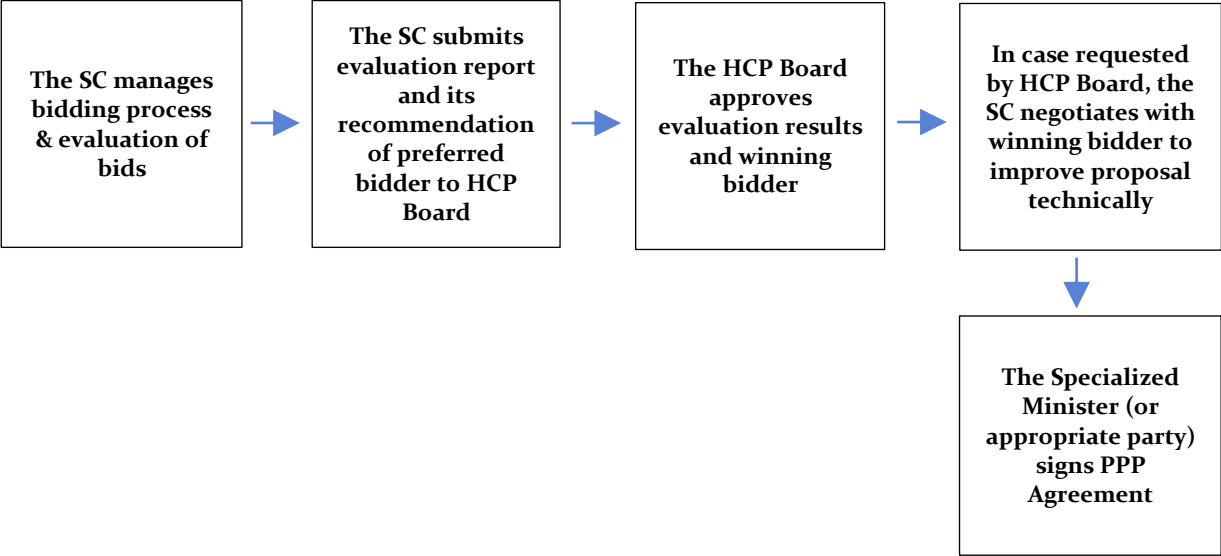 The SC manages
bidding process
& evaluation of
bids
The SC submits
evaluation report
and its
recommendation
of preferred
bidder to HCP
Board
The HCP Board
approves
evaluation results
and winning
bidder
In case requested
by HCP Board, the
SC negotiates with
winning bidder to
improve proposal
technically
The Specialized
Minister (or
appropriate party)
signs PPP
Agreement